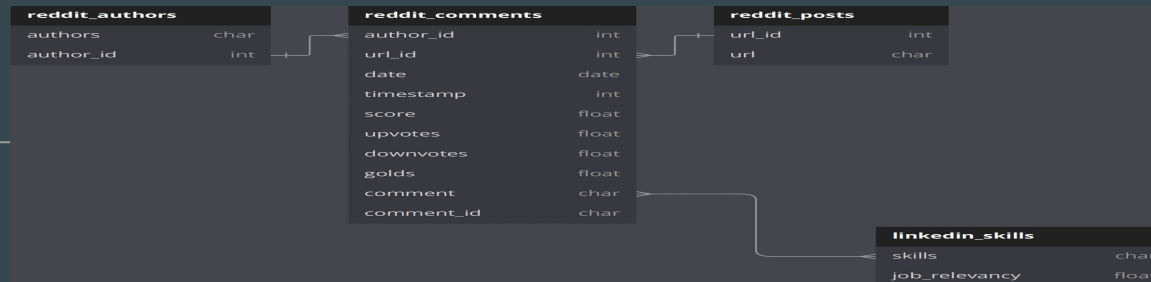 reddit_authors
authors char
author_id int
reddit_comments
author_id int
url_id int
date date
timestamp int
score float
upvotes float
downvotes float
golds float
comment char
comment_id char
reddit_posts
url_id int
url char
linkedin_skills
skills
job_relevancy